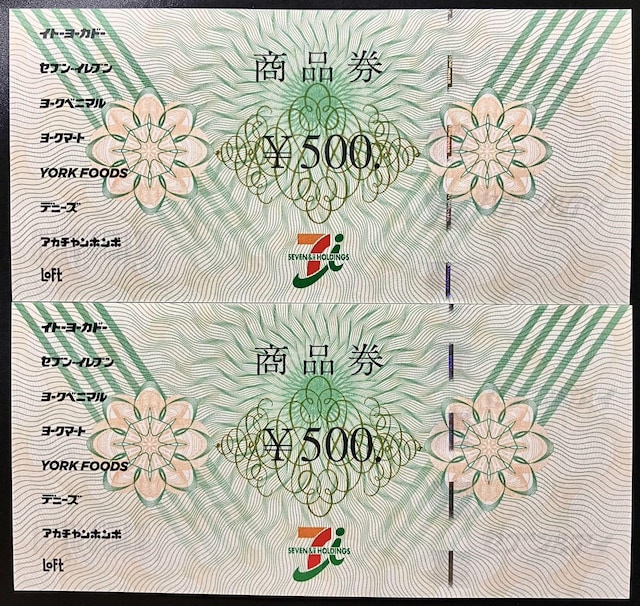 イトーヨーカドー
セブン-イレブン
ヨークベニマル
ヨークマート
YORK FOODS
デニーズ
アカチャンホンポ
LOFT
商品券
¥500,
7i
SEVEN & i HOLDINGS
イトーヨーカドー
セブン-イレブン
ヨークベニマル
ヨークマート
YORK FOODS
デニーズ
アカチャンホンポ
LOFT
商品券
¥500,
7i
SEVEN & i HOLDINGS